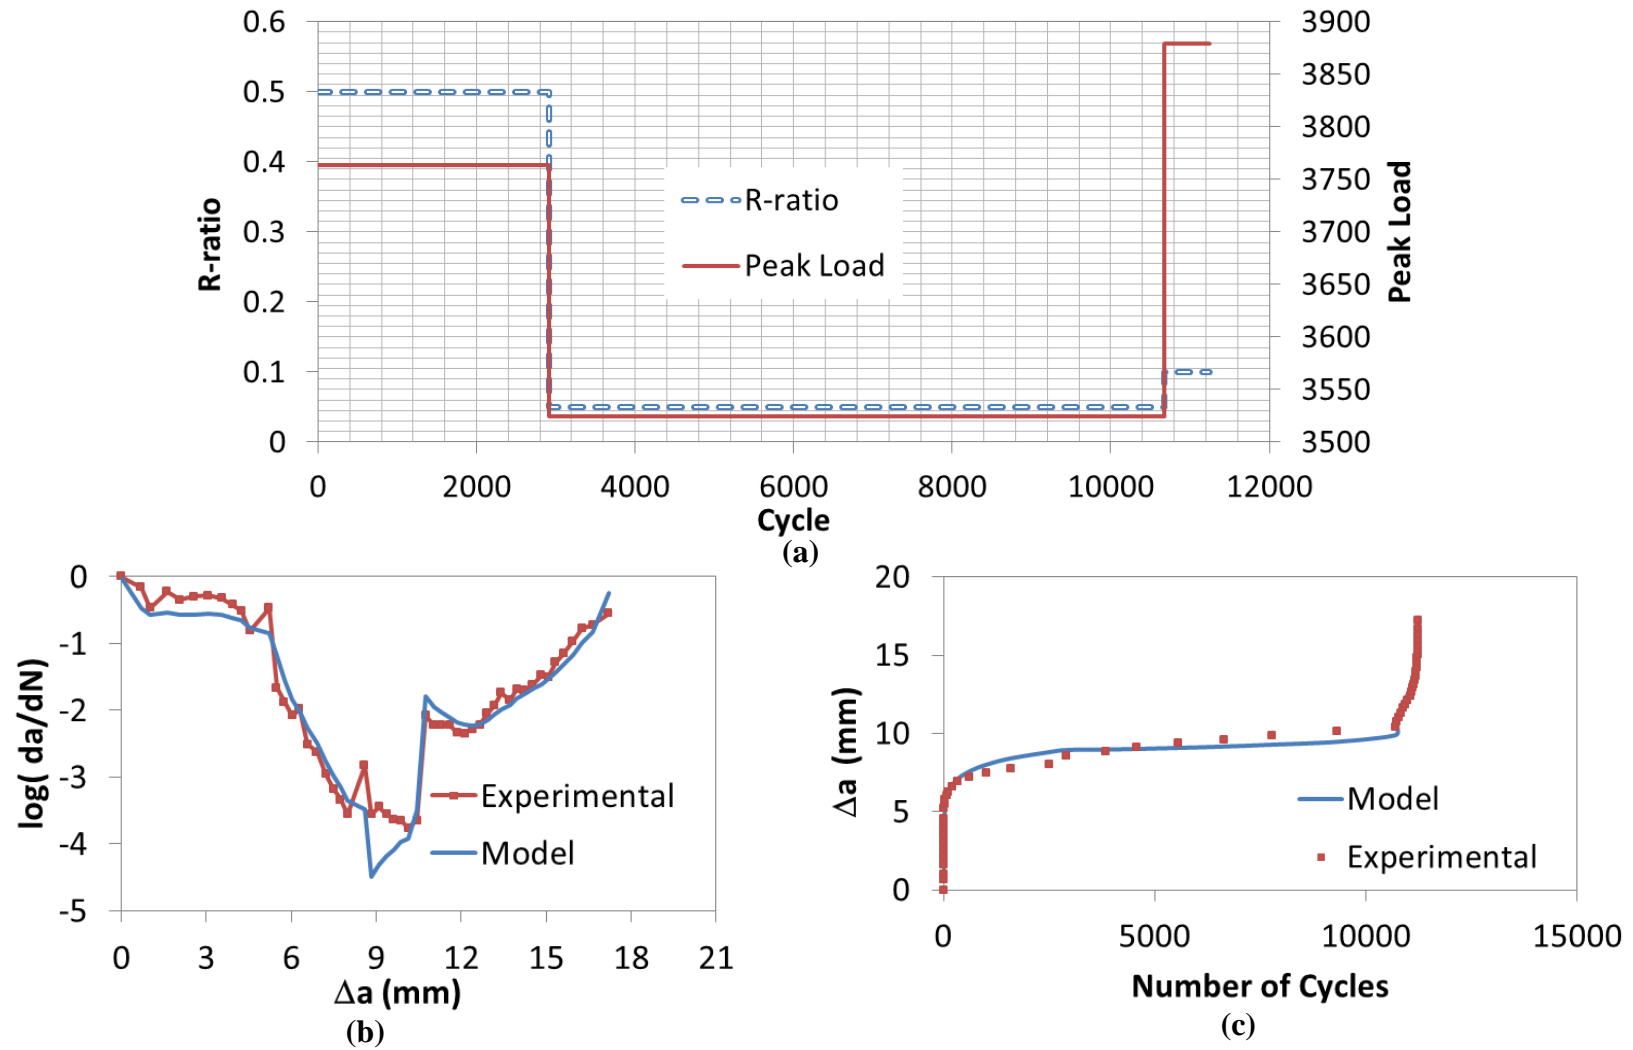 0.6
0.5
0.4
0.3
0.2
0.1
0
R-ratio
R-ratio
Peak Load
3900
3850
3800
3750
3700
3650
3600
3550
3500
Peak Load
0 2000 4000 6000 8000 10000 12000
Cycle
(a)
0
-1
-2
-3
-4
-5
log( da/dN)
Experimental
Model
0 3 6 9 12 15 18 21
Δa (mm)
(b)
20
15
10
5
0
Δa (mm)
Model
Experimental
0 5000 10000 15000
Number of Cycles
(c)